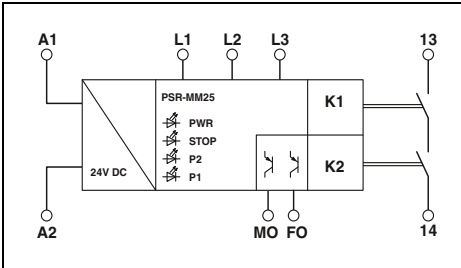 A1 L1 L2 L3 13
PSR-MM25
K1
PWR
STOP
P2
K2
24V DC P1
A2 MO FO 14